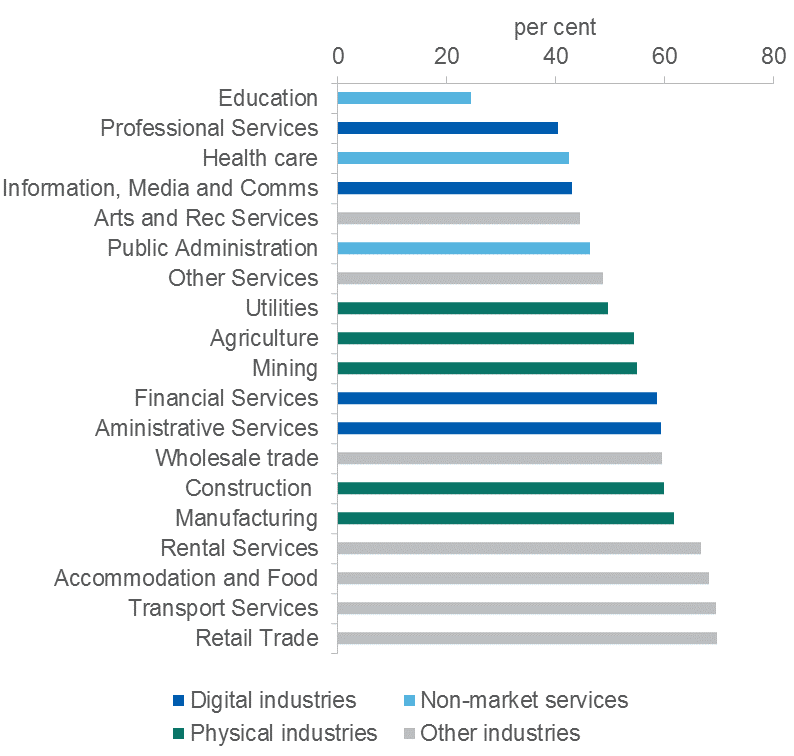 per cent
0 20 40 60 80
Education
Professional Services
Health care
Information, Media and Comms
Arts and Rec Services
Public Administration
Other Services
Utilities
Agriculture
Mining
Financial Services
Aministrative Services
Wholesale trade
Construction
Manufacturing
Rental Services
Accommodation and Food
Transport Services
Retail Trade
Digital industries Non-market services
Physical industries Other industries